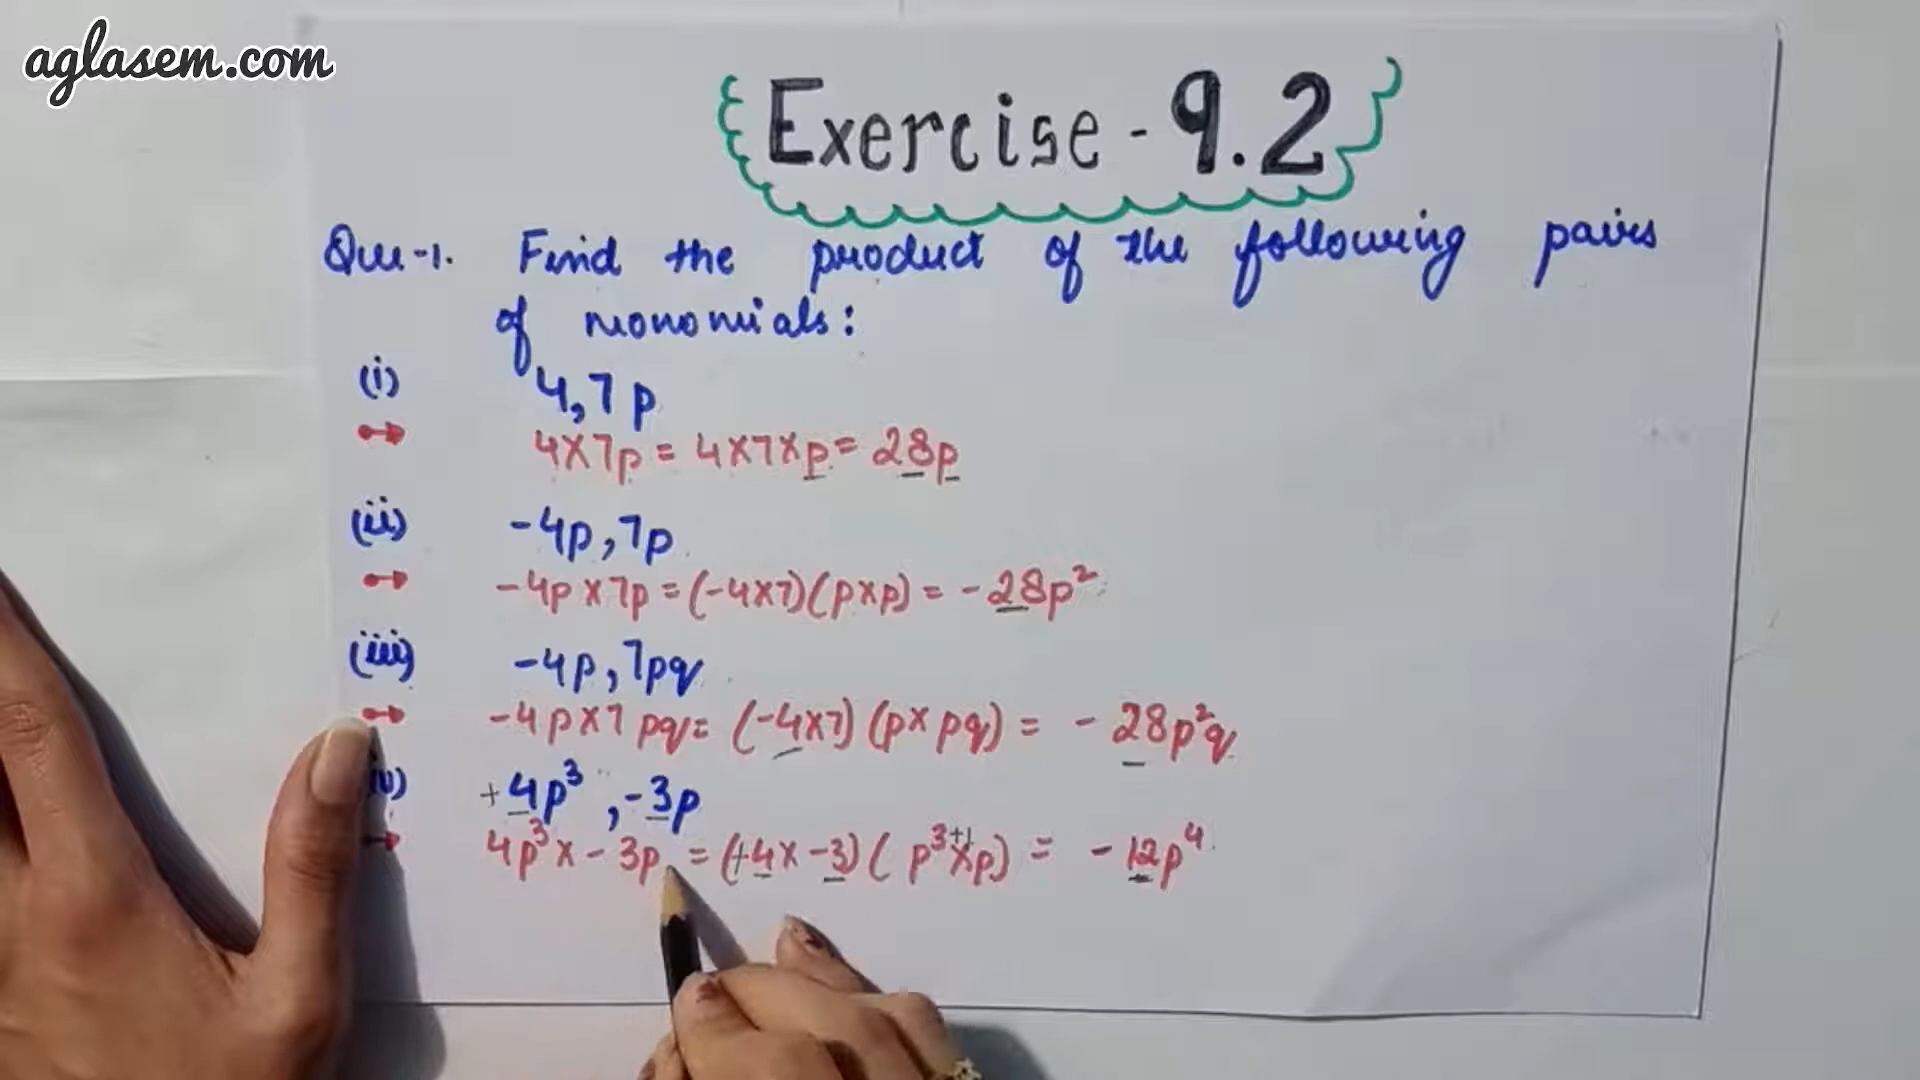 aglasem.com
Exercise - 9.2
Que-1. Find the product of the following pairs
of monomials:
(i) 4, 7p
4×7p = 4×7×p = 28p
(ii) -4p, 7p
-4p×7p = (-4×7)(p×p) = -28p²
(iii) -4p, 7pq
-4p×7pq = (-4×7)(p×pq) = -28p²q
+4p³, -3p
4p³×-3p = (+4×-3)(p³⁺¹×p) = -12p⁴